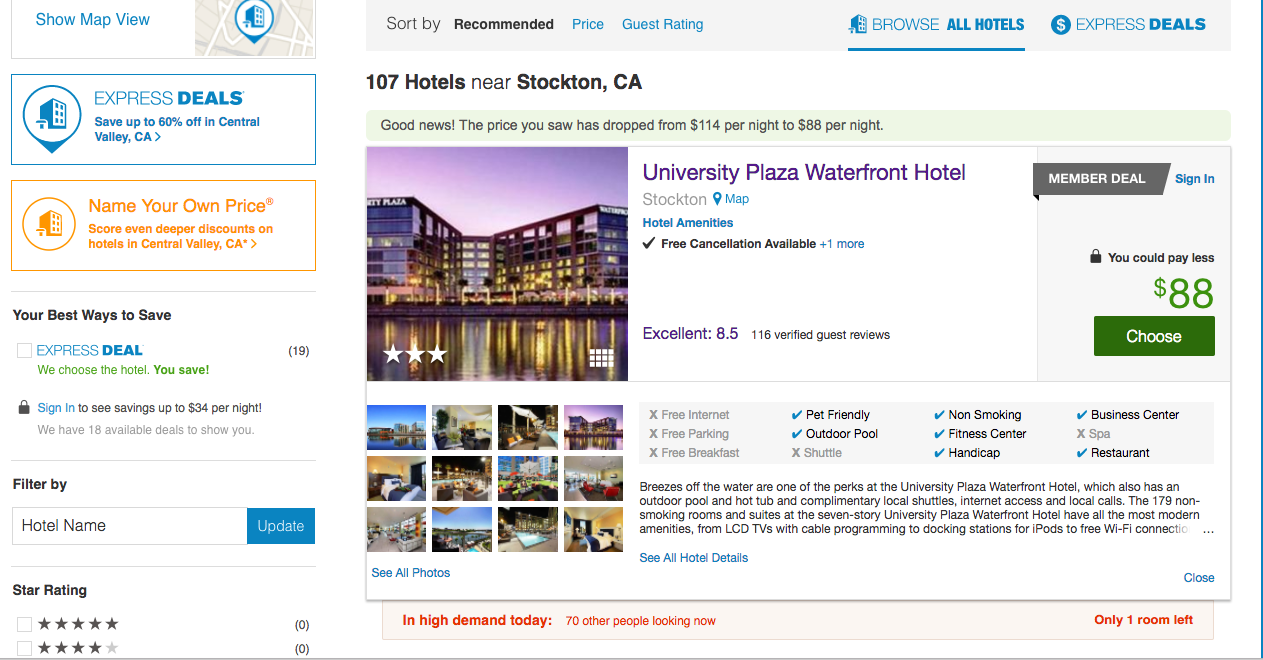 Show Map View
EXPRESS DEALS
Save up to 60% off in Central
Valley, CA >
Name Your Own Price®
Score even deeper discounts on
hotels in Central Valley, CA* >
Your Best Ways to Save
EXPRESS DEAL (19)
We choose the hotel. You save!
Sign In to see savings up to $34 per night!
We have 18 available deals to show you.
Filter by
Hotel Name Update
Star Rating
(0)
(0)
Sort by Recommended Price Guest Rating BROWSE ALL HOTELS $ EXPRESS DEALS
107 Hotels near Stockton, CA
Good news! The price you saw has dropped from $114 per night to $88 per night.
University Plaza Waterfront Hotel
Stockton Map
Hotel Amenities
✔ Free Cancellation Available +1 more
Excellent: 8.5 116 verified guest reviews
MEMBER DEAL Sign In
You could pay less
$88
Choose
X Free Internet ✔ Pet Friendly ✔ Non Smoking ✔ Business Center
X Free Parking ✔ Outdoor Pool ✔ Fitness Center X Spa
X Free Breakfast X Shuttle ✔ Handicap ✔ Restaurant
Breezes off the water are one of the perks at the University Plaza Waterfront Hotel, which also has an
outdoor pool and hot tub and complimentary local shuttles, internet access and local calls. The 179 non-
smoking rooms and suites at the seven-story University Plaza Waterfront Hotel have all the most modern
amenities, from LCD TVs with cable programming to docking stations for iPods to free Wi-Fi connectio ...
See All Hotel Details
See All Photos
Close
In high demand today: 70 other people looking now Only 1 room left